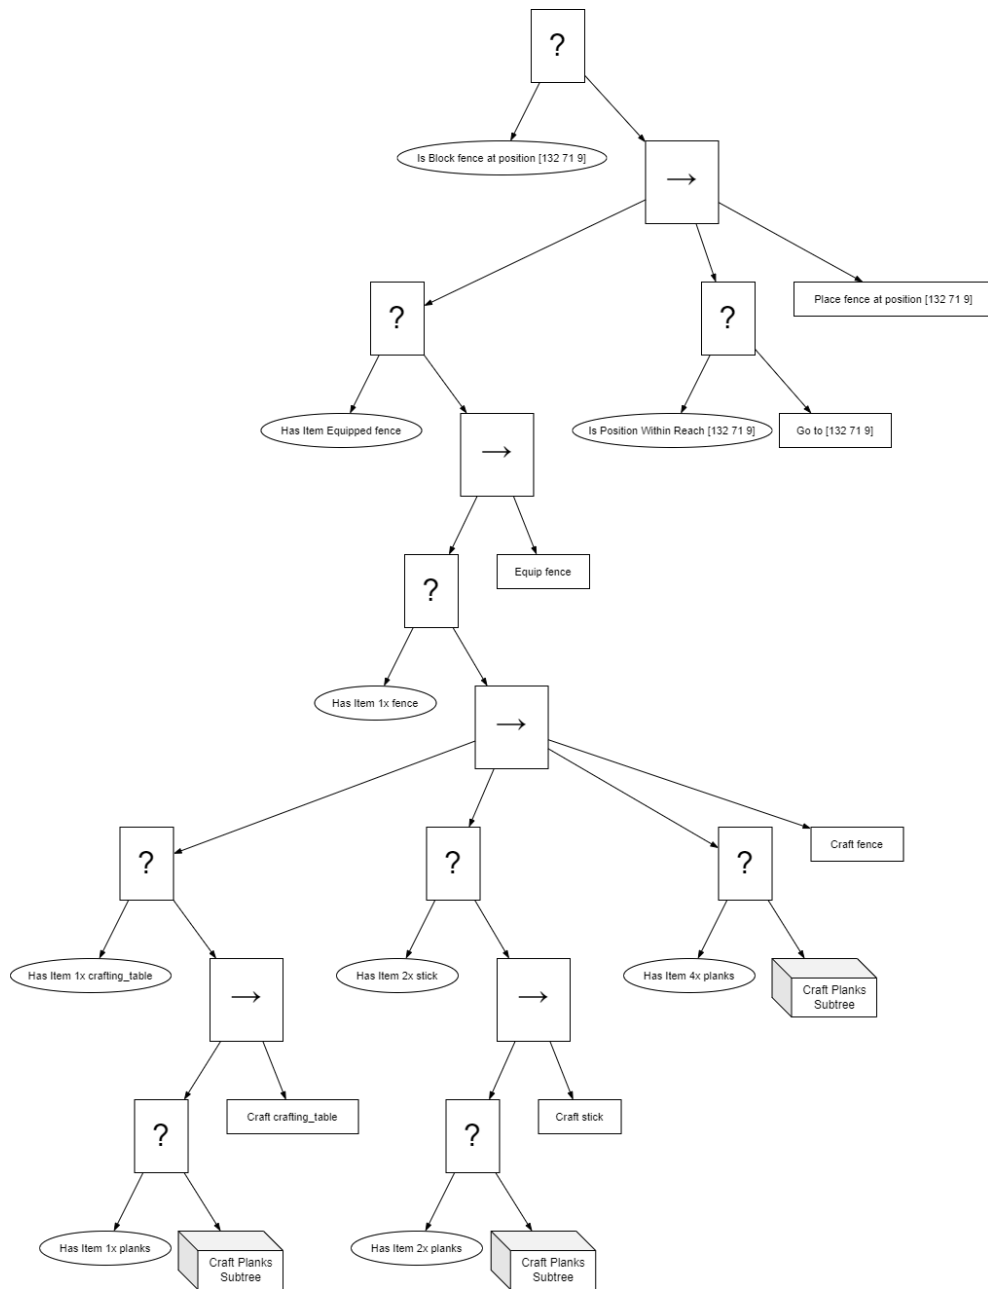 ?
Is Block fence at position [132 71 9]
→
?
?
Place fence at position [132 71 9]
Has Item Equipped fence
→
Is Position Within Reach [132 71 9]
Go to [132 71 9]
?
Equip fence
Has Item 1x fence
→
?
?
?
Craft fence
Has Item 1x crafting_table
→
Has Item 2x stick
→
Has Item 4x planks
Craft Planks
Subtree
?
Craft crafting_table
?
Craft stick
Has Item 1x planks
Craft Planks
Subtree
Has Item 2x planks
Craft Planks
Subtree